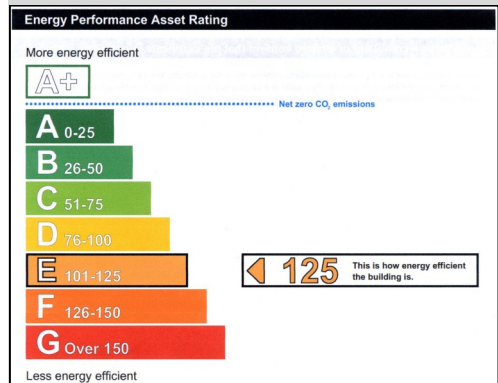 Energy Performance Asset Rating
More energy efficient
A+
Net zero CO₂ emissions
A 0-25
B 26-50
C 51-75
D 76-100
E 101-125
125 This is how energy efficient
the building is.
F 126-150
G Over 150
Less energy efficient